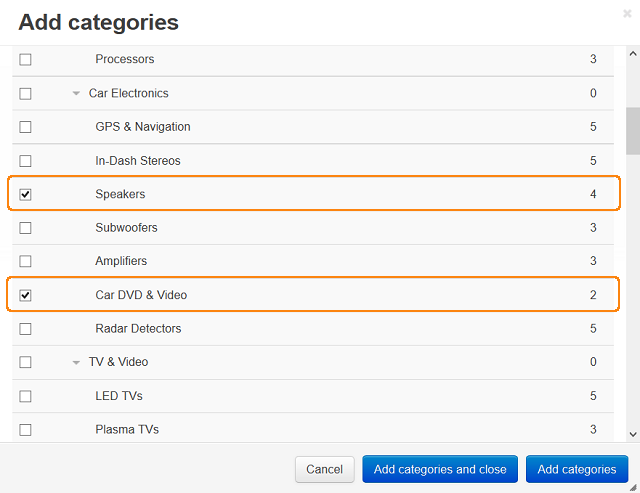 Add categories
Processors 3
Car Electronics 0
GPS & Navigation 5
In-Dash Stereos 5
Speakers 4
Subwoofers 3
Amplifiers 3
Car DVD & Video 2
Radar Detectors 5
TV & Video 0
LED TVs 5
Plasma TVs 3
Cancel Add categories and close Add categories